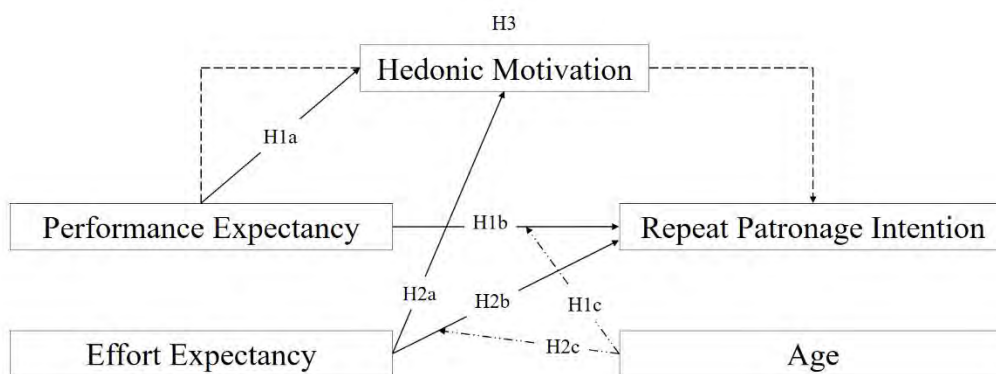 H3
Hedonic Motivation
H1a
Performance Expectancy
H1b
Repeat Patronage Intention
H2a
H2b
H1c
H2c
Effort Expectancy
Age